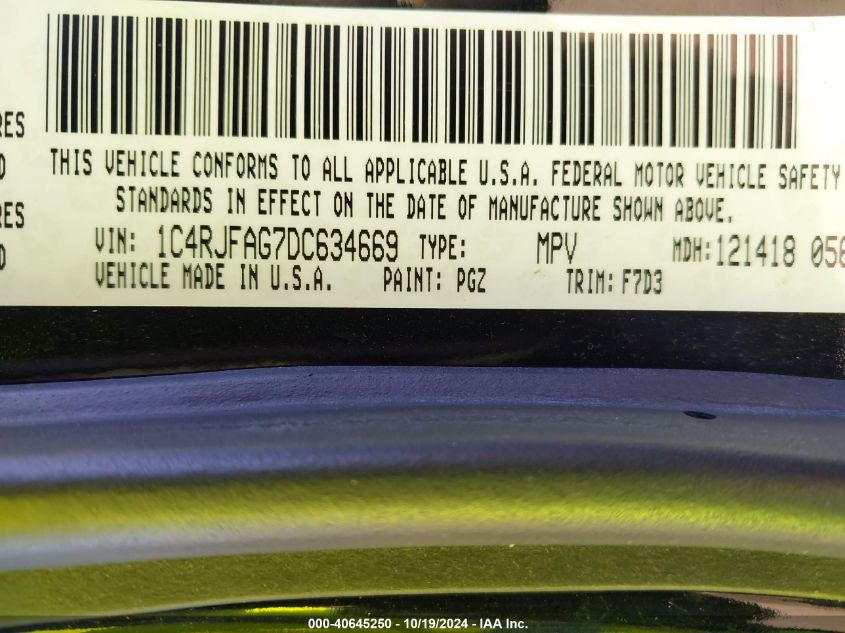 RES
THIS VEHICLE CONFORMS TO ALL APPLICABLE U.S.A. FEDERAL MOTOR VEHICLE SAFETY
D
STANDARDS IN EFFECT ON THE DATE OF MANUFACTURE SHOWN ABOVE.
RES
VIN: 1C4RJFAG7DC634669 TYPE: MPV MDH:121418 056
D
VEHICLE MADE IN U.S.A. PAINT: PGZ TRIM: F7D3
000-40645250 - 10/19/2024 - IAA Inc.